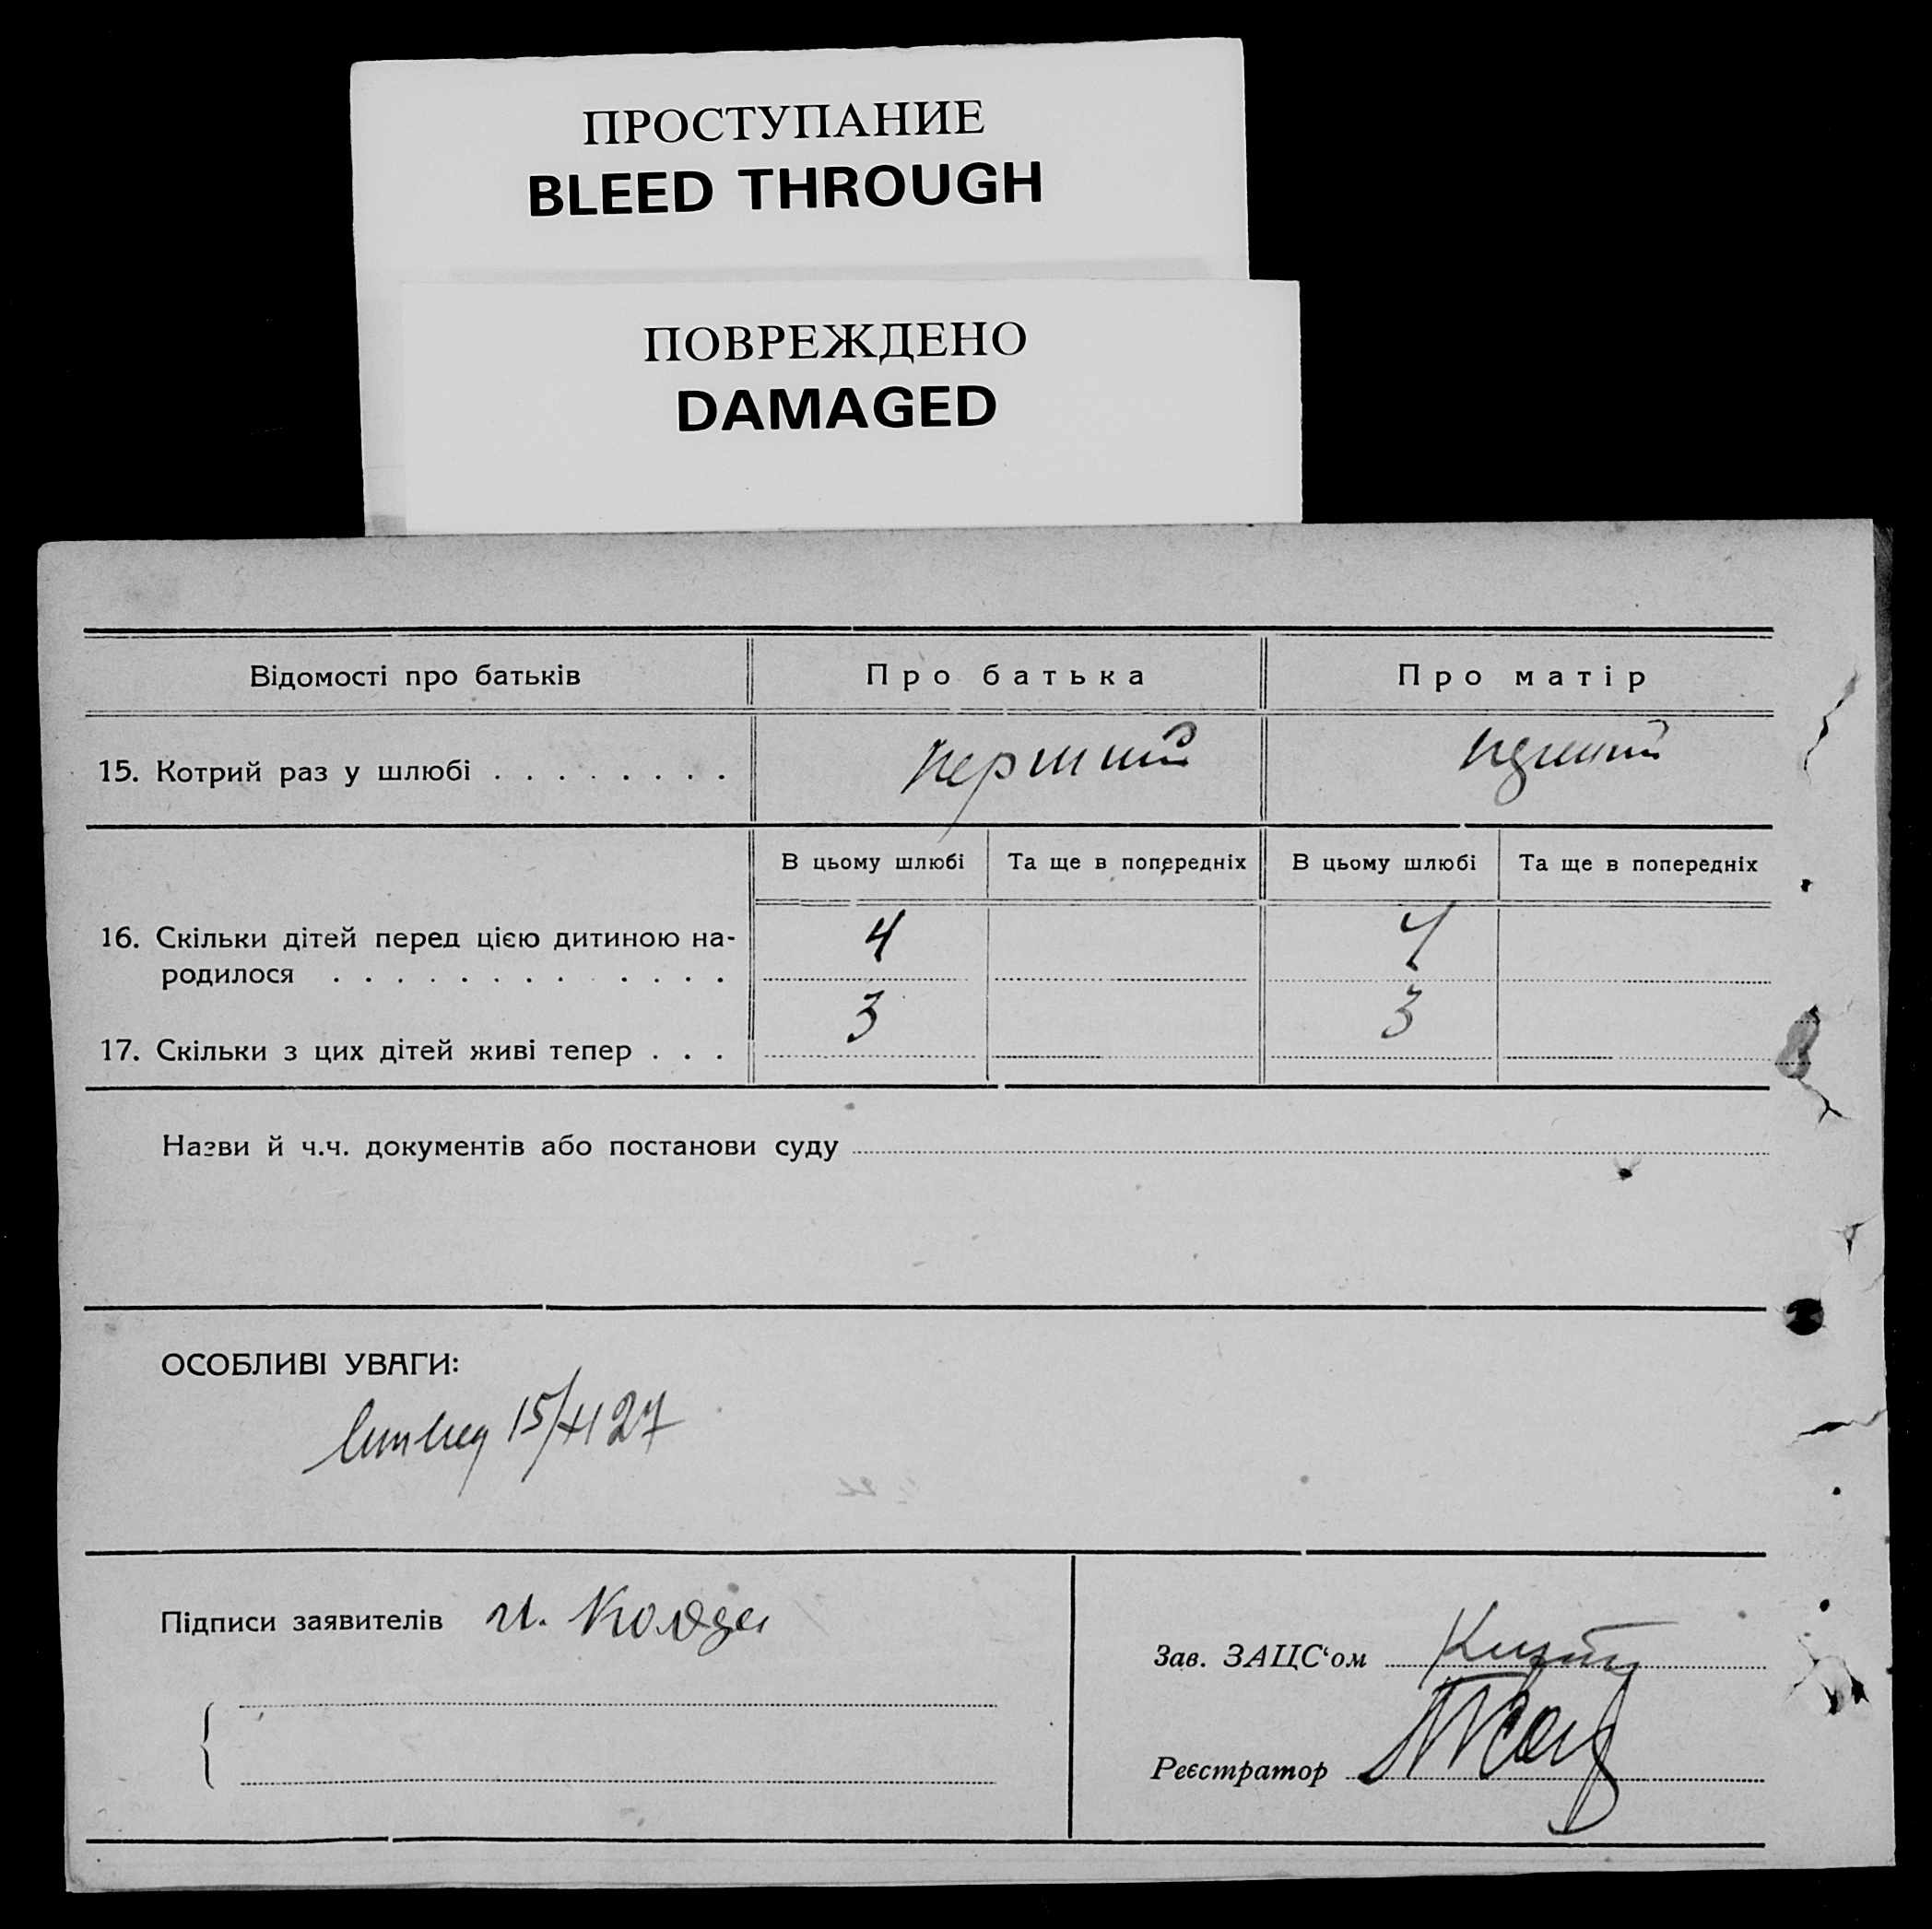 ПРОСТУПАНИЕ
BLEED THROUGH
ПОВРЕЖДЕНО
DAMAGED
Відомості про батьків Про батька Про матір
15. Котрий раз у шлюбі . . . . . . . . перший перший
В цьому шлюбі Та ще в попередніх В цьому шлюбі Та ще в попередніх
16. Скільки дітей перед цією дитиною на-
родилося . . . . . . . . . . . . . 4 4
17. Скільки з цих дітей живі тепер . . . 3 3
Назви й ч.ч. документів або постанови суду
ОСОБЛИВІ УВАГИ:
15/XI 27
Підписи заявителів
Зав. ЗАЦС‘ом
Реєстратор